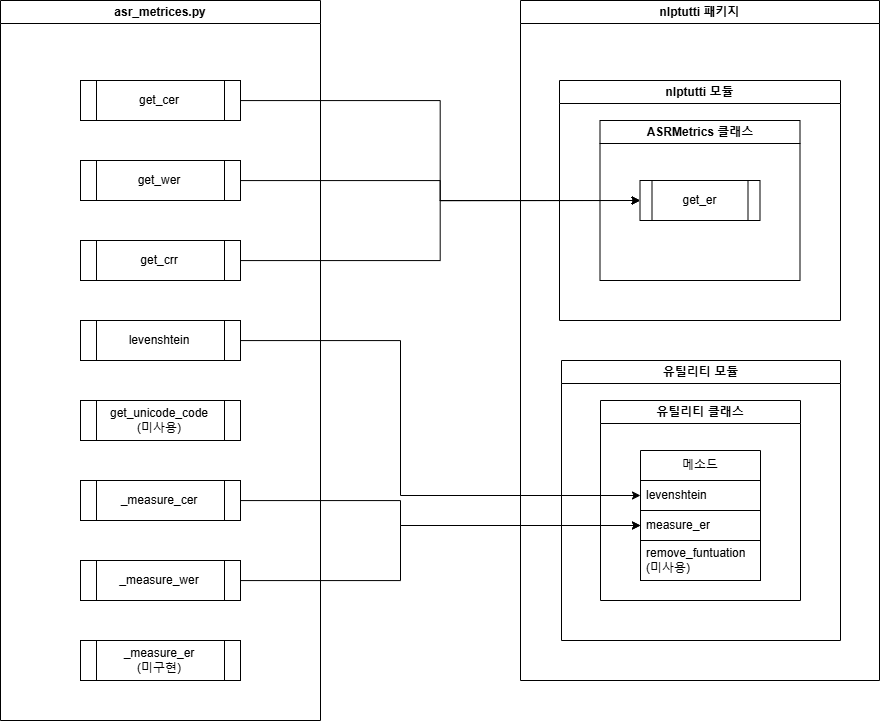 asr_metrices.py
get_cer
get_wer
get_crr
levenshtein
get_unicode_code
(미사용)
_measure_cer
_measure_wer
_measure_er
(미구현)
nlptutti 패키지
nlptutti 모듈
ASRMetrics 클래스
get_er
유틸리티 모듈
유틸리티 클래스
메소드
levenshtein
measure_er
remove_funtuation
(미사용)